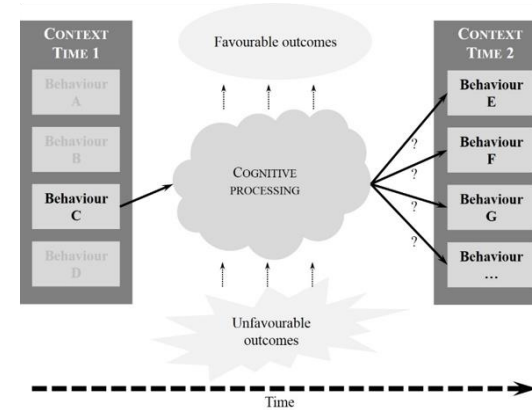 CONTEXT
TIME 1
Behaviour
A
Behaviour
B
Behaviour
C
Behaviour
D
Favourable outcomes
COGNITIVE
PROCESSING
Unfavourable
outcomes
?
?
?
?
CONTEXT
TIME 2
Behaviour
E
Behaviour
F
Behaviour
G
Behaviour
…
Time